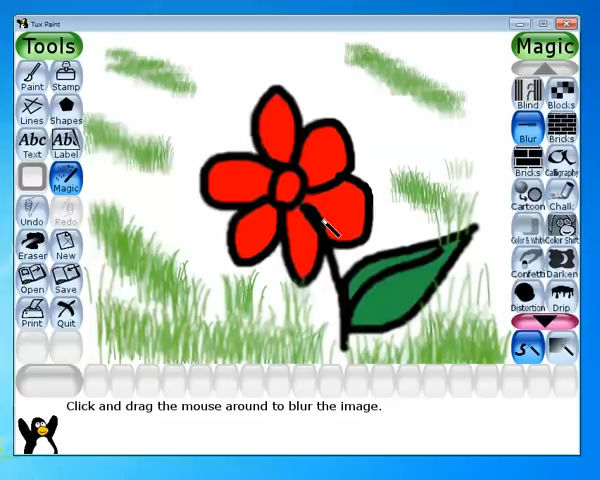 Tux Paint
Tools
Magic
Paint
Stamp
Lines
Shapes
Abc
Text
Abc
Label
Magic
Undo
Redo
Eraser
New
Open
Save
Print
Quit
Blind
Blocks
Blur
Bricks
Bricks
Calligraphy
Cartoon
Chalk
Color & White
Color Shift
Confetti
Darken
Distortion
Drip
Click and drag the mouse around to blur the image.